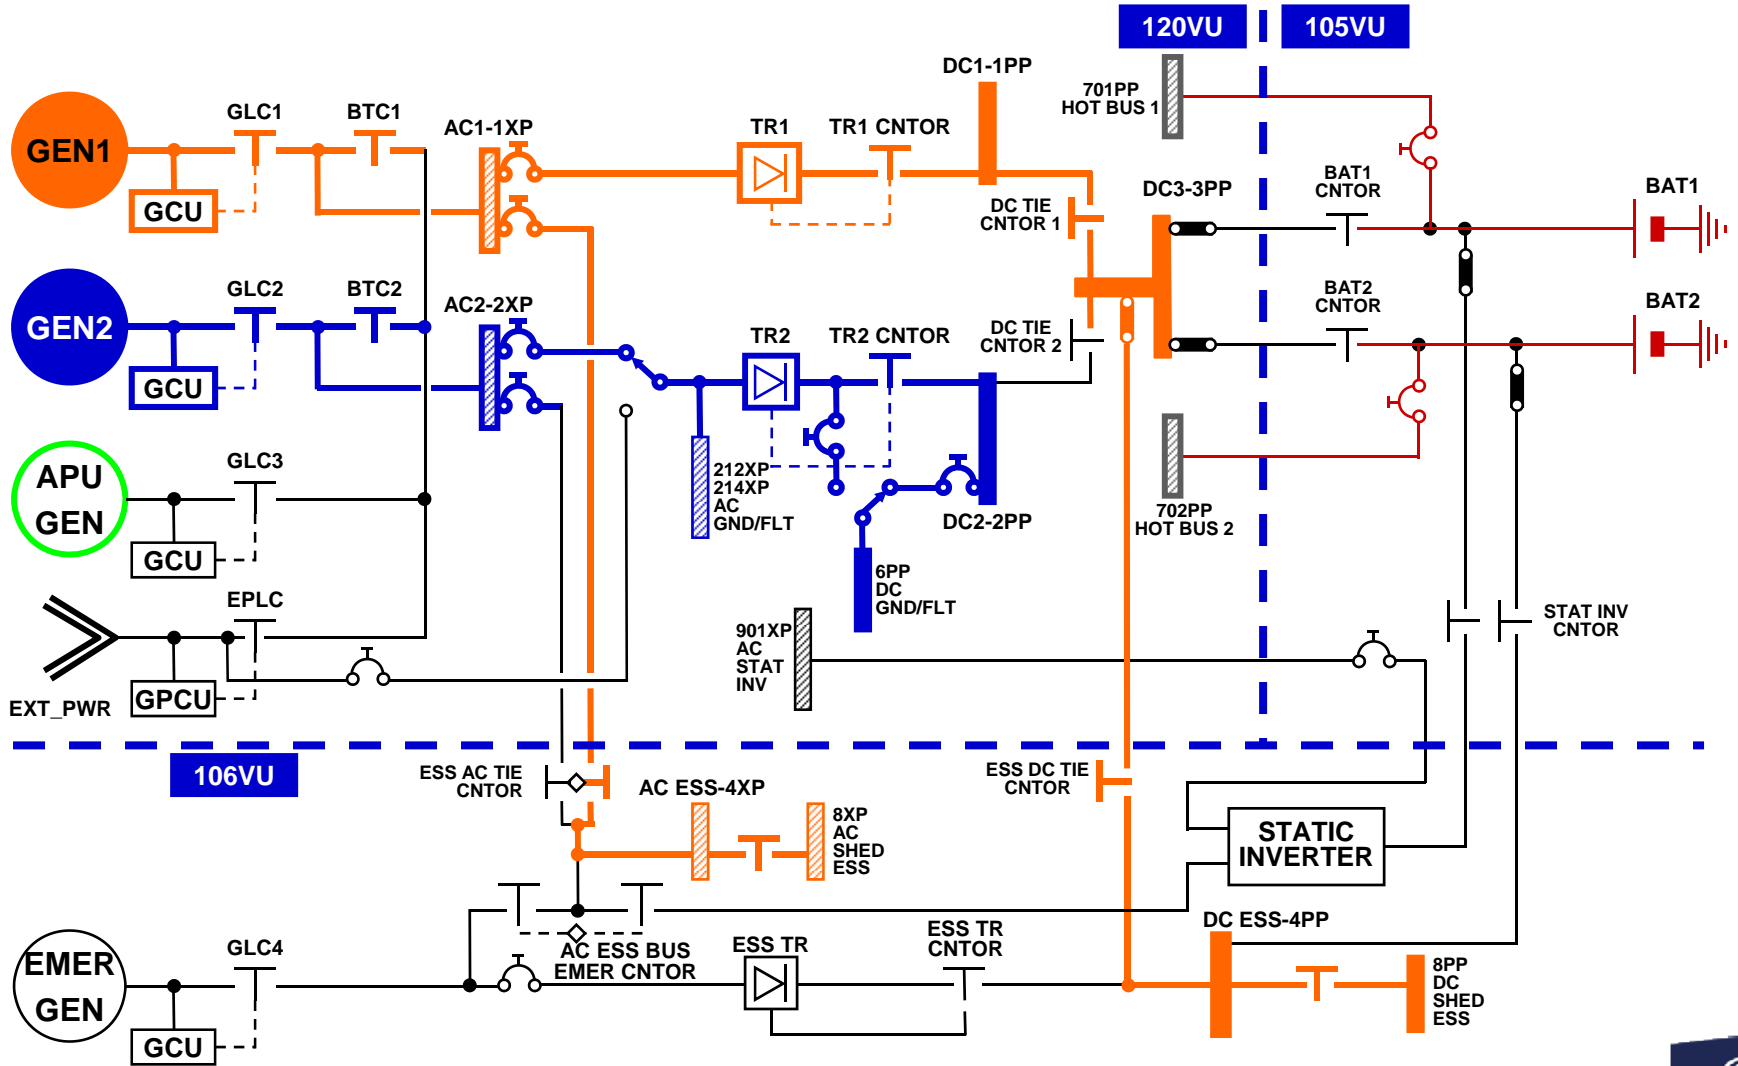 120VU
105VU
DC1-1PP
701PP
HOT BUS 1
GLC1
BTC1
AC1-1XP
TR1
TR1 CNTOR
GEN1
GCU
DC TIE
CNTOR 1
DC3-3PP
BAT1
CNTOR
BAT1
GLC2
BTC2
AC2-2XP
TR2
TR2 CNTOR
DC TIE
CNTOR 2
BAT2
CNTOR
BAT2
GEN2
GCU
APU
GEN
GLC3
GCU
212XP
214XP
AC
GND/FLT
DC2-2PP
702PP
HOT BUS 2
6PP
DC
GND/FLT
EPLC
901XP
AC
STAT
INV
STAT INV
CNTOR
EXT_PWR
GPCU
106VU
ESS AC TIE
CNTOR
AC ESS-4XP
8XP
AC
SHED
ESS
ESS DC TIE
CNTOR
STATIC
INVERTER
EMER
GEN
GLC4
GCU
AC ESS BUS
EMER CNTOR
ESS TR
ESS TR
CNTOR
DC ESS-4PP
8PP
DC
SHED
ESS